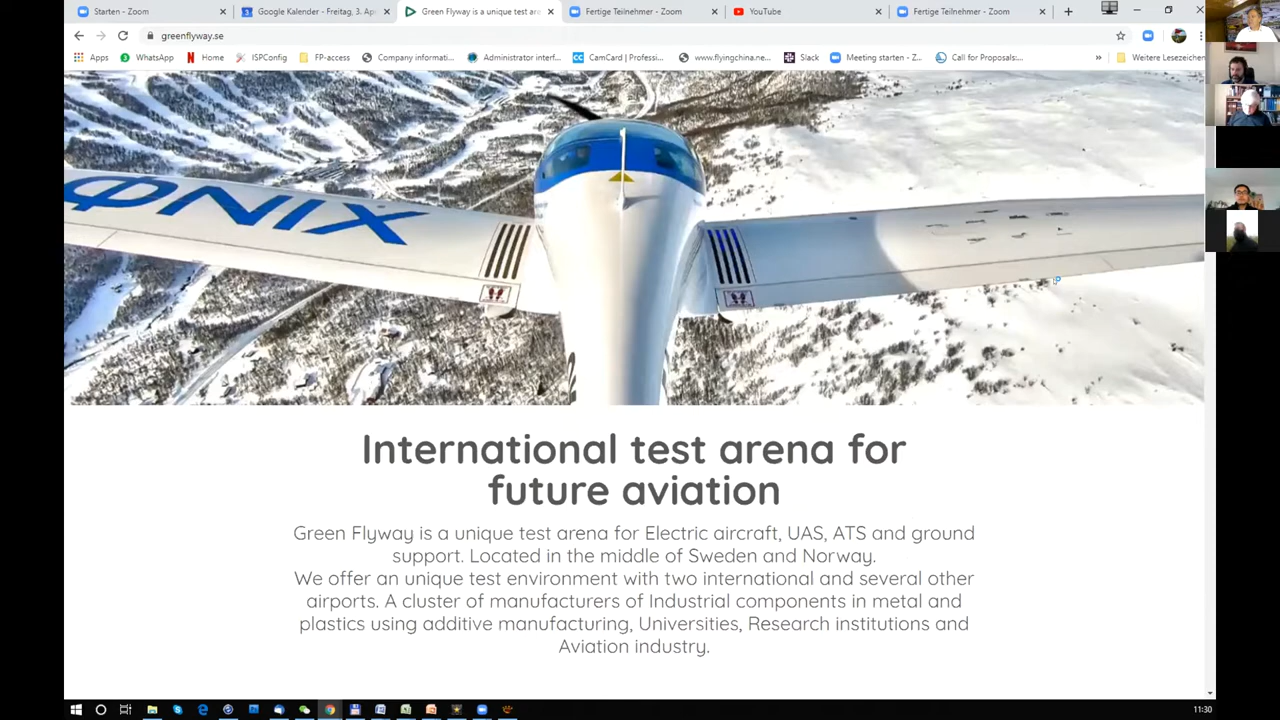 Starten - Zoom
Google Kalender - Freitag, 3. Apr
Green Flyway is a unique test are
Fertige Teilnehmer - Zoom
YouTube
Fertige Teilnehmer - Zoom
greenflyway.se
Apps
WhatsApp
Home
ISPConfig
FP-access
Company informati...
Administrator interf...
CamCard | Professi...
www.flyingchina.ne...
Slack
Meeting starten - Z...
Call for Proposals:...
»
Weitere Lesezeichen
ΦNIX
International test arena for
future aviation
Green Flyway is a unique test arena for Electric aircraft, UAS, ATS and ground
support. Located in the middle of Sweden and Norway.
We offer an unique test environment with two international and several other
airports. A cluster of manufacturers of Industrial components in metal and
plastics using additive manufacturing, Universities, Research institutions and
Aviation industry.
11:30